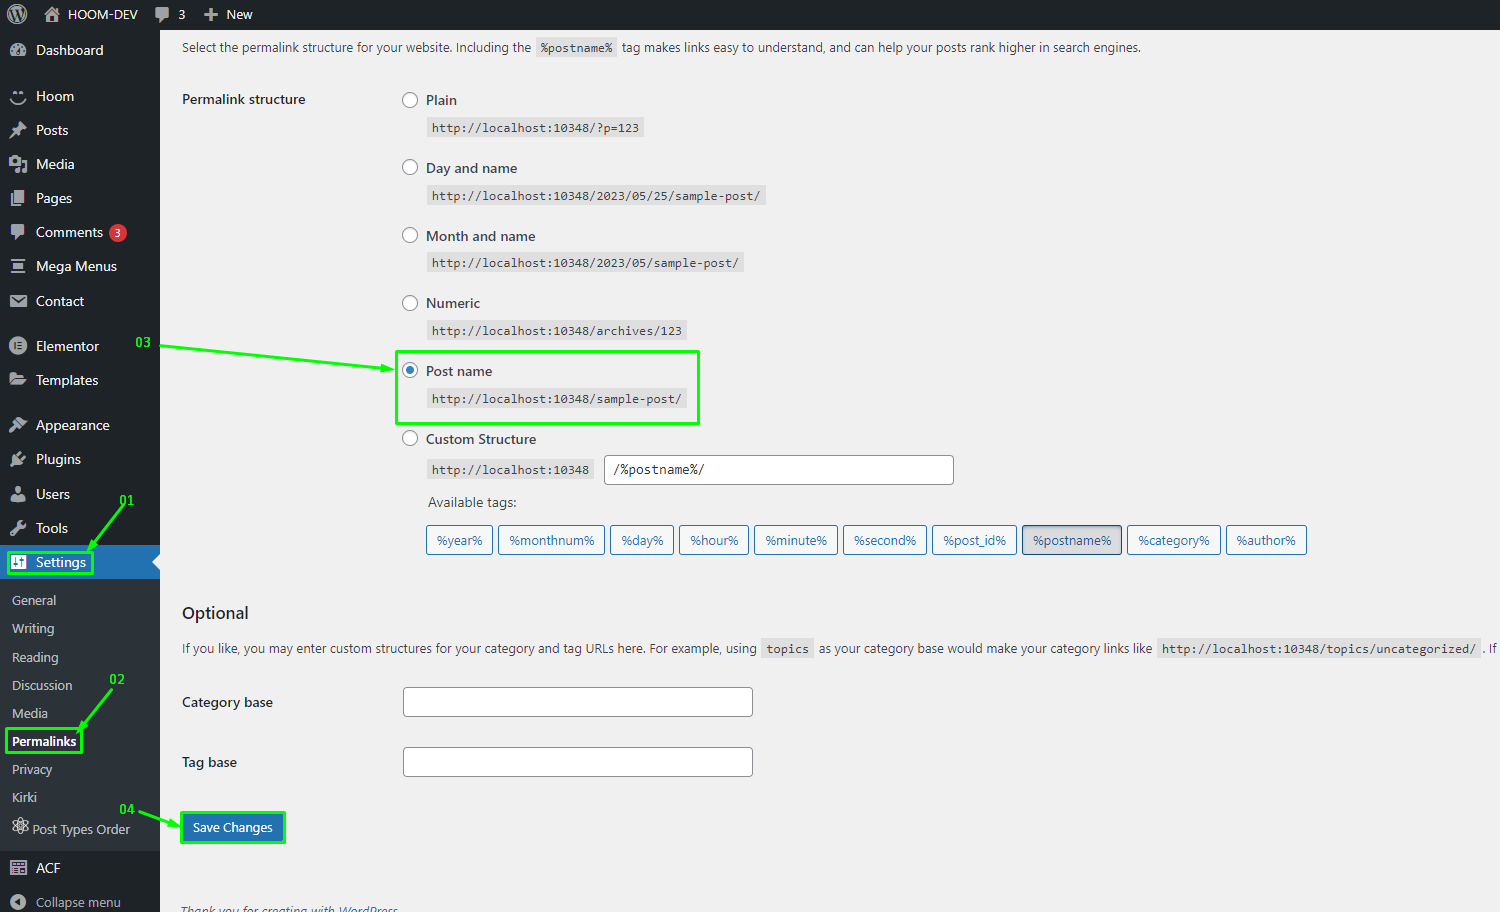 HOOM-DEV 3 New
Dashboard
Hoom
Posts
Media
Pages
Comments 3
Mega Menus
Contact
Elementor
Templates
Appearance
Plugins
Users
Tools
Settings
General
Writing
Reading
Discussion
Media
Permalinks
Privacy
Kirki
Post Types Order
ACF
Collapse menu
01
02
03
04
Select the permalink structure for your website. Including the %postname% tag makes links easy to understand, and can help your posts rank higher in search engines.
Permalink structure
Plain
http://localhost:10348/?p=123
Day and name
http://localhost:10348/2023/05/25/sample-post/
Month and name
http://localhost:10348/2023/05/sample-post/
Numeric
http://localhost:10348/archives/123
Post name
http://localhost:10348/sample-post/
Custom Structure
http://localhost:10348 /%postname%/
Available tags:
%year% %monthnum% %day% %hour% %minute% %second% %post_id% %postname% %category% %author%
Optional
If you like, you may enter custom structures for your category and tag URLs here. For example, using topics as your category base would make your category links like http://localhost:10348/topics/uncategorized/ . If
Category base
Tag base
Save Changes
Thank you for creating with WordPress